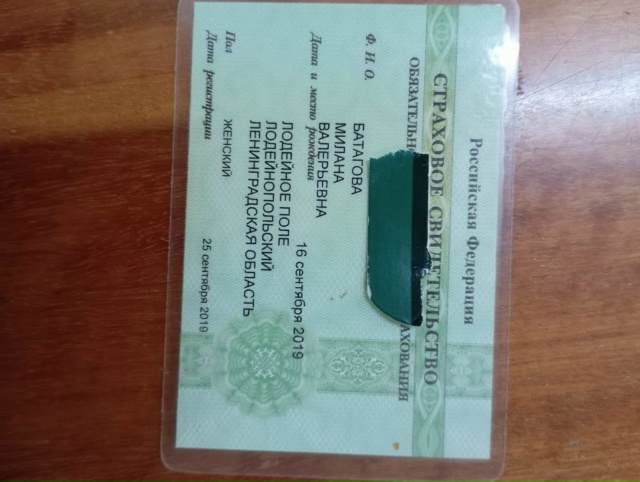 Российская Федерация
СТРАХОВОЕ СВИДЕТЕЛЬСТВО
Ф. И. О.
БАТАГОВА
МИЛАНА
ВАЛЕРЬЕВНА
Дата и место рождения
16 сентября 2019
ЛОДЕЙНОЕ ПОЛЕ
ЛОДЕЙНОПОЛЬСКИЙ
ЛЕНИНГРАДСКАЯ ОБЛАСТЬ
Пол ЖЕНСКИЙ
Дата регистрации 25 сентября 2019